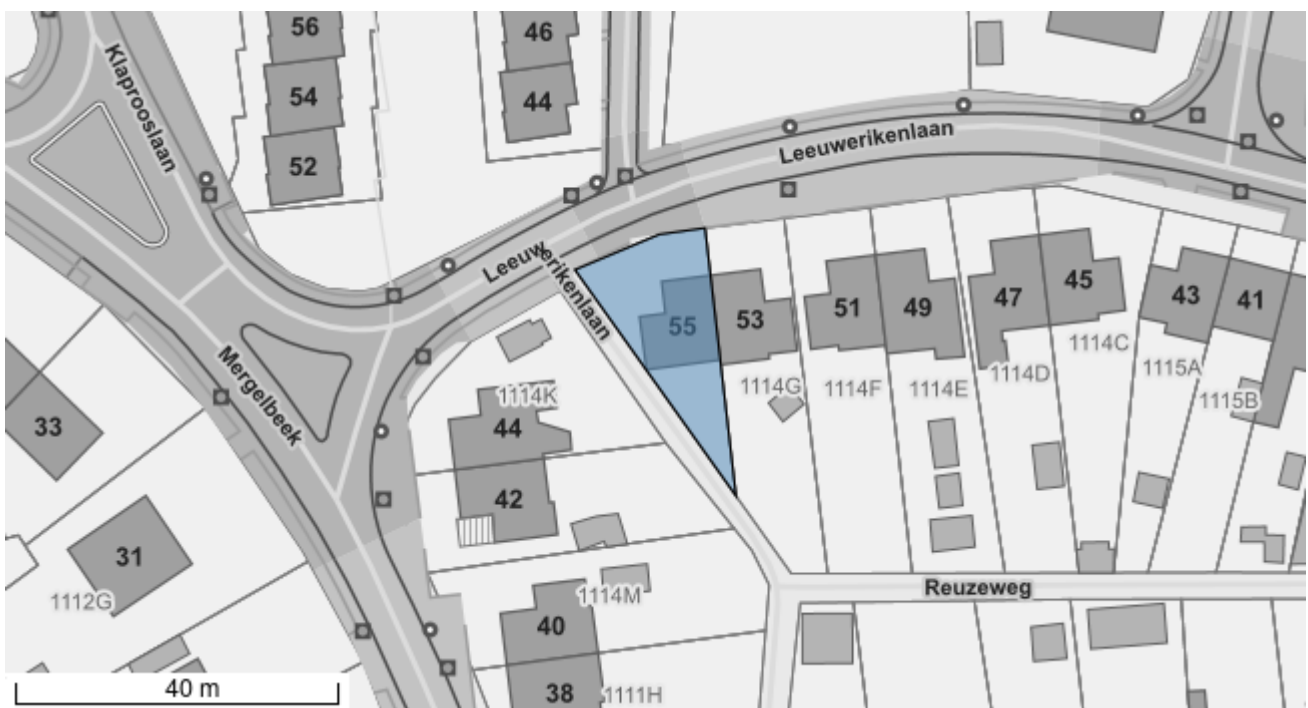 56
46
Klaprooslaan
54
44
52
Leeuwerikenlaan
Leeuwerikenlaan
45
47
43
41
51
49
53
55
1114C
1115A
1114G
1114F
1114E
1114D
1115B
1114K
Mergelbeek
33
44
42
31
1112G
1114M
Reuzeweg
40
38
1111H
40 m